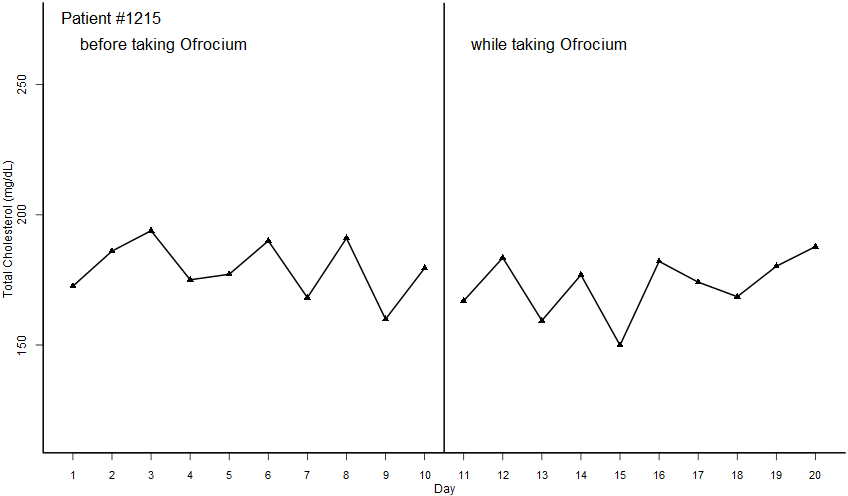 Patient #1215
before taking Ofrocium
while taking Ofrocium
250
200
150
Total Cholesterol (mg/dL)
1 2 3 4 5 6 7 8 9 10 11 12 13 14 15 16 17 18 19 20
Day